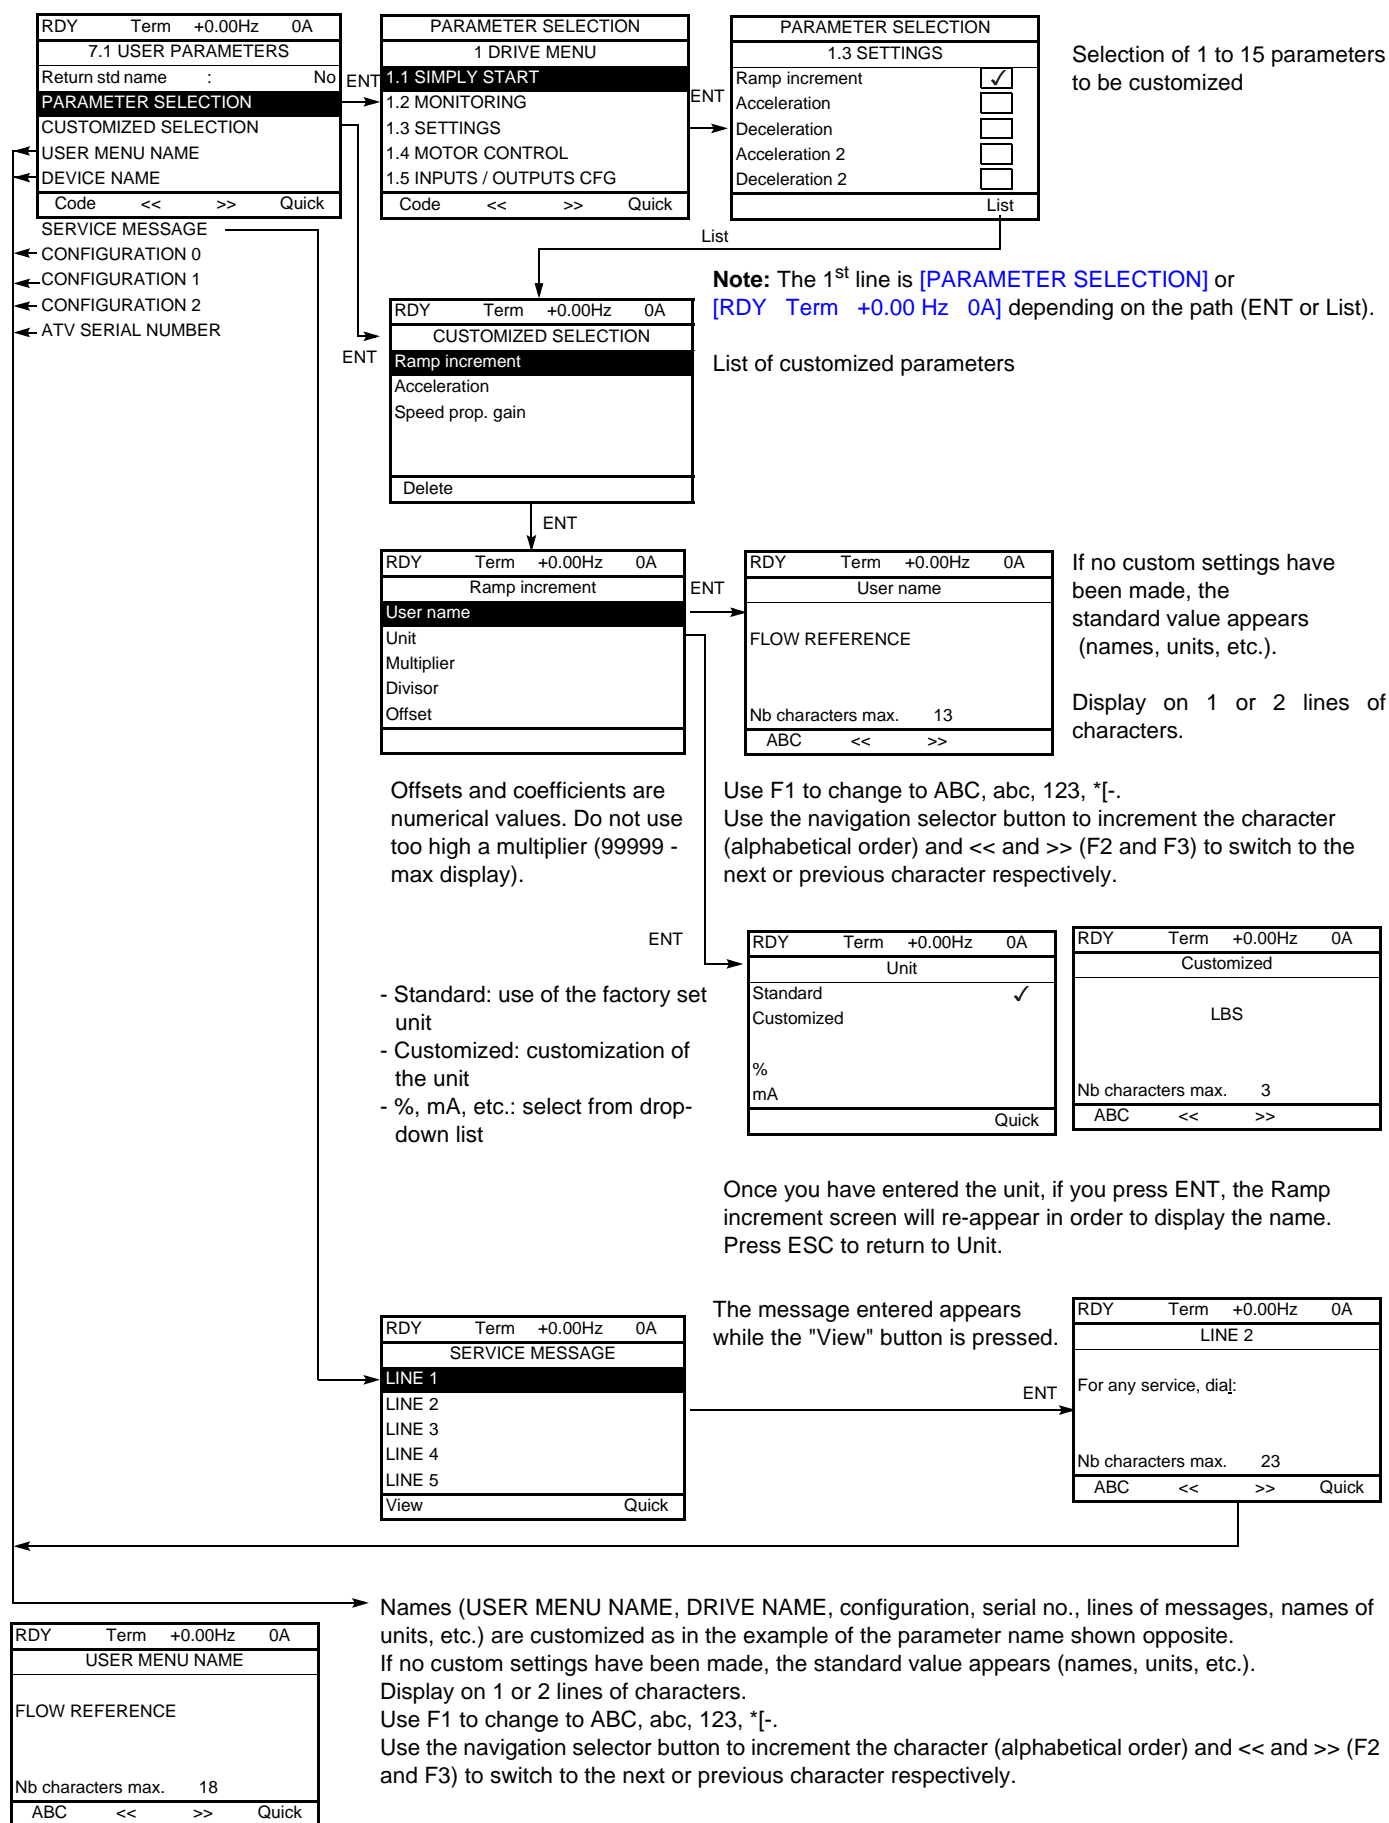 RDY Term +0.00Hz 0A
7.1 USER PARAMETERS
Return std name : No
PARAMETER SELECTION
CUSTOMIZED SELECTION
USER MENU NAME
DEVICE NAME
Code << >> Quick
SERVICE MESSAGE
CONFIGURATION 0
CONFIGURATION 1
CONFIGURATION 2
ATV SERIAL NUMBER
ENT
PARAMETER SELECTION
1 DRIVE MENU
1.1 SIMPLY START
1.2 MONITORING
1.3 SETTINGS
1.4 MOTOR CONTROL
1.5 INPUTS / OUTPUTS CFG
Code << >> Quick
ENT
PARAMETER SELECTION
1.3 SETTINGS
Ramp increment ✓
Acceleration
Deceleration
Acceleration 2
Deceleration 2
List
Selection of 1 to 15 parameters
to be customized
List
Note: The 1st line is [PARAMETER SELECTION] or
[RDY Term +0.00 Hz 0A] depending on the path (ENT or List).
ENT
RDY Term +0.00Hz 0A
CUSTOMIZED SELECTION
Ramp increment
Acceleration
Speed prop. gain
Delete
List of customized parameters
ENT
RDY Term +0.00Hz 0A
Ramp increment
User name
Unit
Multiplier
Divisor
Offset
ENT
RDY Term +0.00Hz 0A
User name
FLOW REFERENCE
Nb characters max. 13
ABC << >>
If no custom settings have
been made, the
standard value appears
(names, units, etc.).
Display on 1 or 2 lines of
characters.
Offsets and coefficients are
numerical values. Do not use
too high a multiplier (99999 -
max display).
Use F1 to change to ABC, abc, 123, *[-.
Use the navigation selector button to increment the character
(alphabetical order) and << and >> (F2 and F3) to switch to the
next or previous character respectively.
ENT
- Standard: use of the factory set
unit
- Customized: customization of
the unit
- %, mA, etc.: select from drop-
down list
RDY Term +0.00Hz 0A
Unit
Standard ✓
Customized
%
mA
Quick
RDY Term +0.00Hz 0A
Customized
LBS
Nb characters max. 3
ABC << >>
Once you have entered the unit, if you press ENT, the Ramp
increment screen will re-appear in order to display the name.
Press ESC to return to Unit.
RDY Term +0.00Hz 0A
SERVICE MESSAGE
LINE 1
LINE 2
LINE 3
LINE 4
LINE 5
View Quick
The message entered appears
while the "View" button is pressed.
ENT
RDY Term +0.00Hz 0A
LINE 2
For any service, dial:
Nb characters max. 23
ABC << >> Quick
Names (USER MENU NAME, DRIVE NAME, configuration, serial no., lines of messages, names of
units, etc.) are customized as in the example of the parameter name shown opposite.
If no custom settings have been made, the standard value appears (names, units, etc.).
Display on 1 or 2 lines of characters.
Use F1 to change to ABC, abc, 123, *[-.
Use the navigation selector button to increment the character (alphabetical order) and << and >> (F2
and F3) to switch to the next or previous character respectively.
RDY Term +0.00Hz 0A
USER MENU NAME
FLOW REFERENCE
Nb characters max. 18
ABC << >> Quick